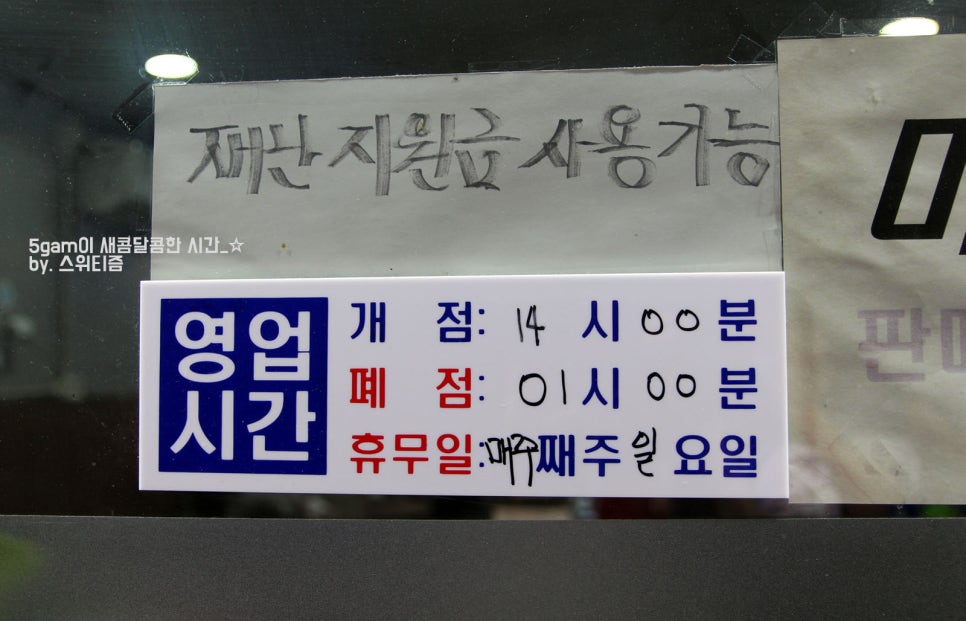 재난지원금 사용가능
5gam이 새콤달콤한 시간_☆
by. 스위티즘
영업
시간
개 점: 14 시 00 분
폐 점: 01 시 00 분
휴무일: 매주째주 일 요일